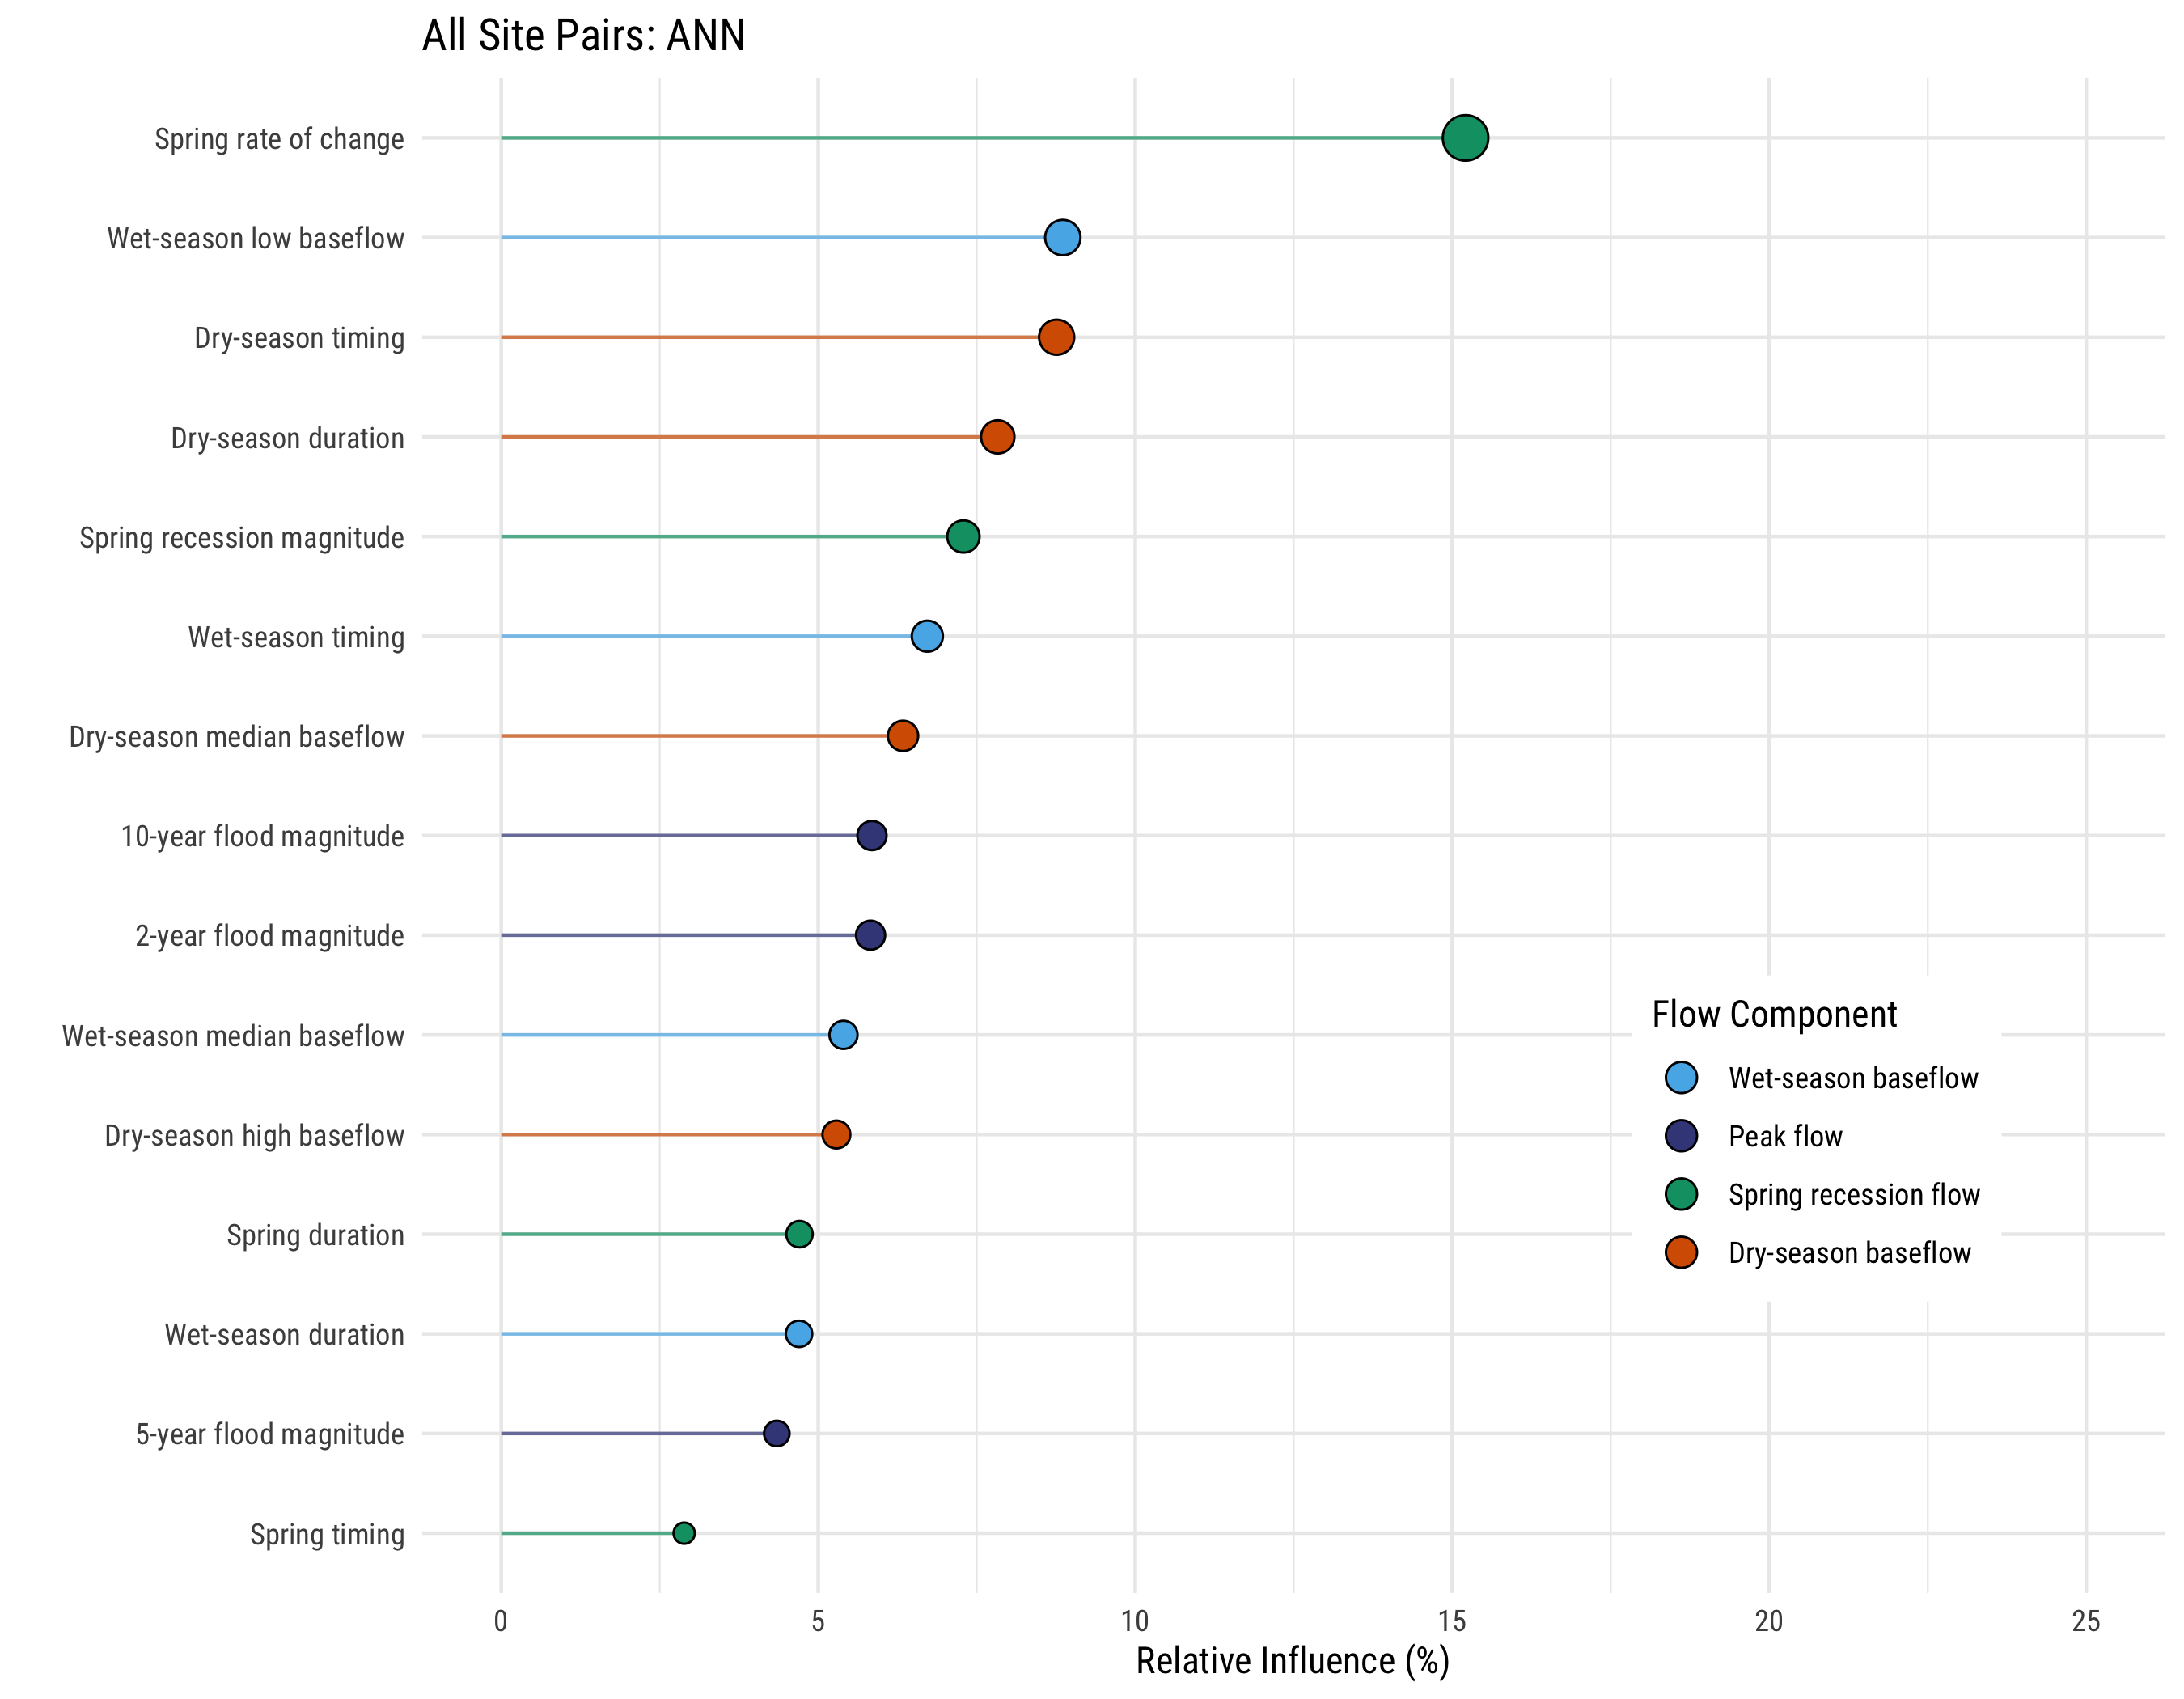 All Site Pairs: ANN
Spring rate of change
Wet-season low baseflow
Dry-season timing
Dry-season duration
Spring recession magnitude
Wet-season timing
Dry-season median baseflow
10-year flood magnitude
2-year flood magnitude
Wet-season median baseflow
Dry-season high baseflow
Spring duration
Wet-season duration
5-year flood magnitude
Spring timing
Flow Component
Wet-season baseflow
Peak flow
Spring recession flow
Dry-season baseflow
0 5 10 15 20 25
Relative Influence (%)